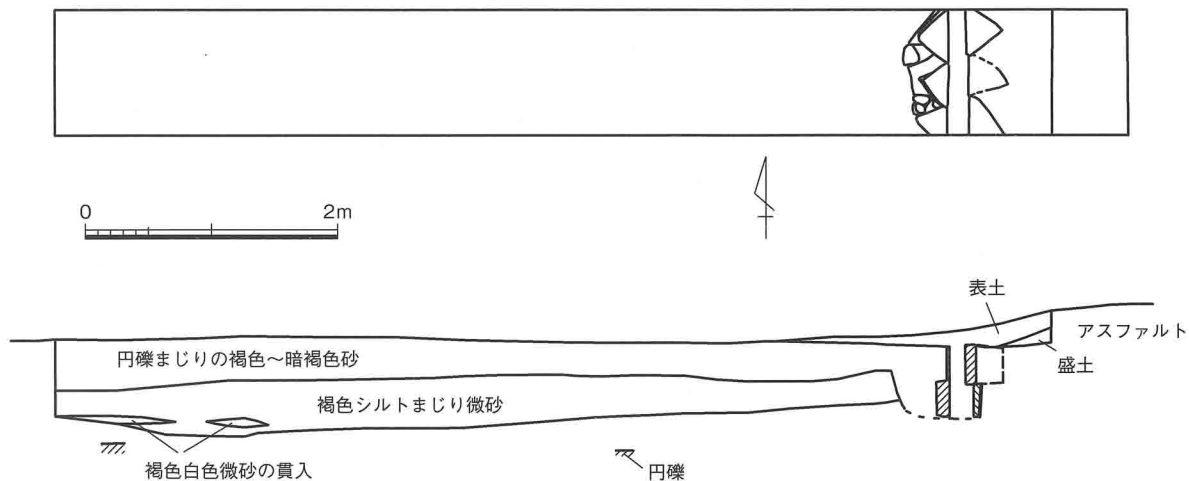 0 2m
表土
アスファルト
盛土
円礫まじりの褐色～暗褐色砂
褐色シルトまじり微砂
褐色白色微砂の貫入
円礫